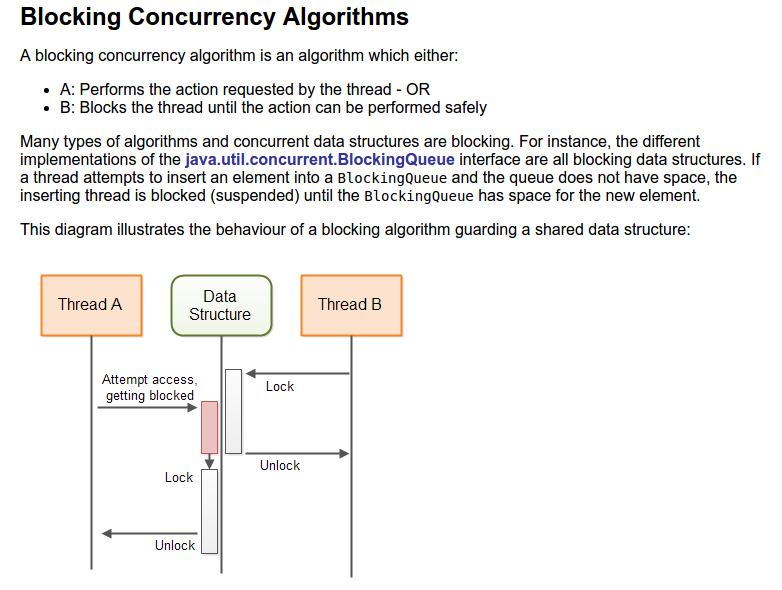 Blocking Concurrency Algorithms
A blocking concurrency algorithm is an algorithm which either:
• A: Performs the action requested by the thread - OR
• B: Blocks the thread until the action can be performed safely
Many types of algorithms and concurrent data structures are blocking. For instance, the different
implementations of the java.util.concurrent.BlockingQueue interface are all blocking data structures. If
a thread attempts to insert an element into a BlockingQueue and the queue does not have space, the
inserting thread is blocked (suspended) until the BlockingQueue has space for the new element.
This diagram illustrates the behaviour of a blocking algorithm guarding a shared data structure:
Thread A
Data
Structure
Thread B
Attempt access,
getting blocked
Lock
Unlock
Lock
Unlock